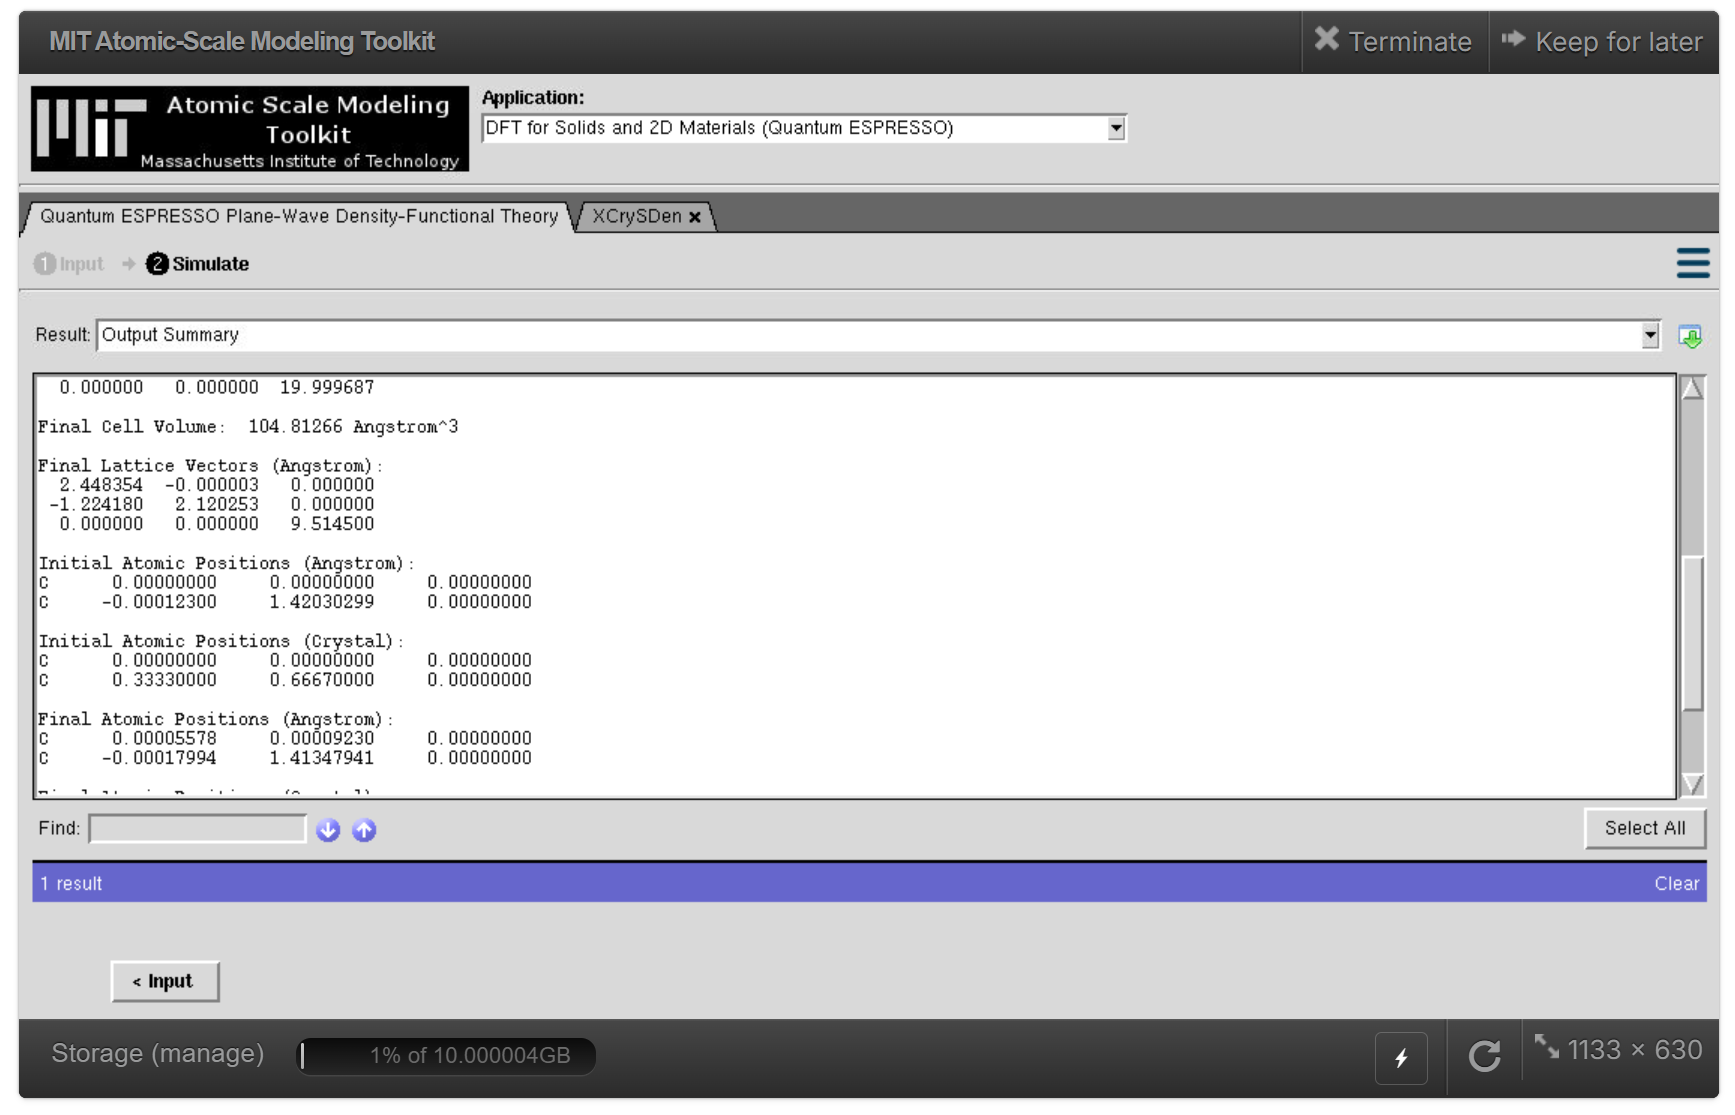 MIT Atomic-Scale Modeling Toolkit
Terminate
Keep for later
Atomic Scale Modeling
Toolkit
Massachusetts Institute of Technology
Application:
DFT for Solids and 2D Materials (Quantum ESPRESSO)
Quantum ESPRESSO Plane-Wave Density-Functional Theory
XCrySDen
1 Input
2 Simulate
Result: Output Summary
0.000000 0.000000 19.999687
Final Cell Volume: 104.81266 Angstrom^3
Final Lattice Vectors (Angstrom):
2.448354 -0.000003 0.000000
-1.224180 2.120253 0.000000
0.000000 0.000000 9.514500
Initial Atomic Positions (Angstrom):
C 0.00000000 0.00000000 0.00000000
C -0.00012300 1.42030299 0.00000000
Initial Atomic Positions (Crystal):
C 0.00000000 0.00000000 0.00000000
C 0.33330000 0.66670000 0.00000000
Final Atomic Positions (Angstrom):
C 0.00005578 0.00009230 0.00000000
C -0.00017994 1.41347941 0.00000000
Find:
Select All
1 result
Clear
< Input
Storage (manage)
1% of 10.000004GB
1133 × 630